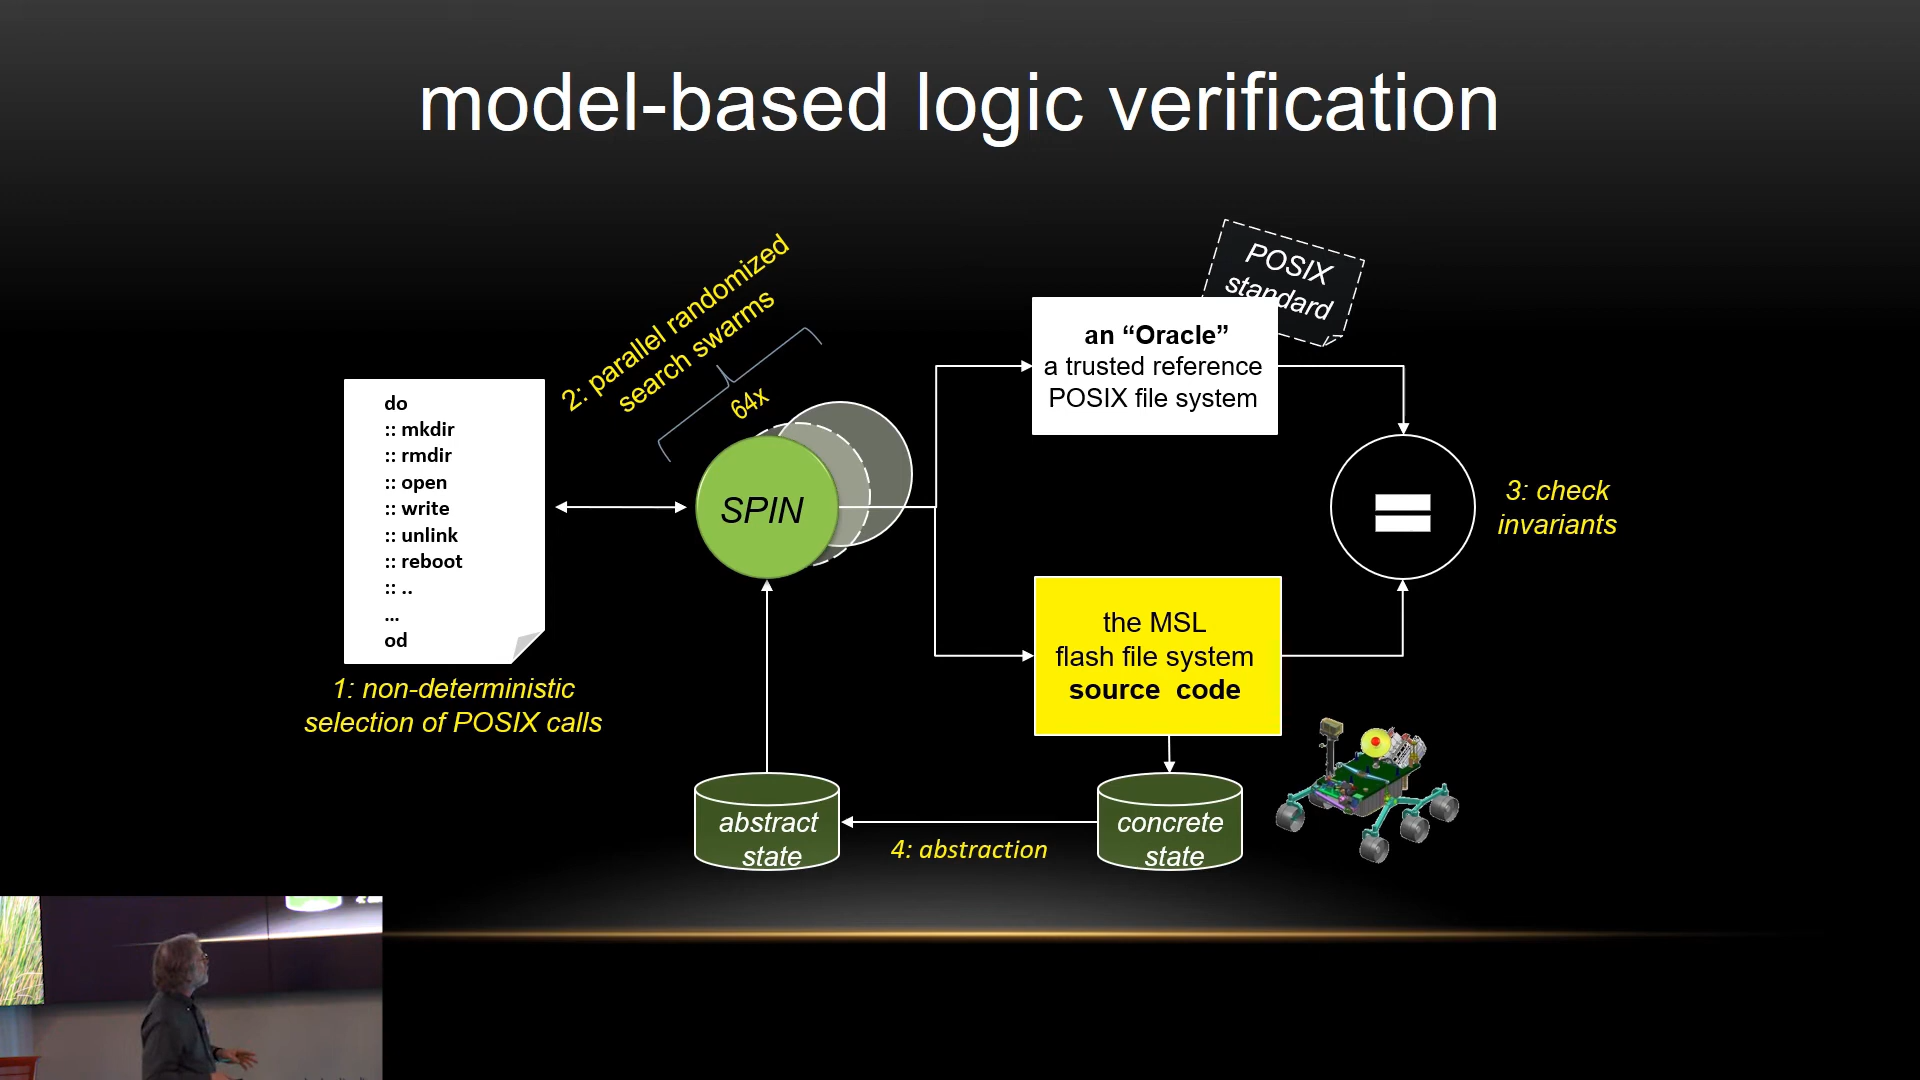 model-based logic verification
2: parallel randomized
search swarms
64x
POSIX
standard
an “Oracle”
a trusted reference
POSIX file system
do
:: mkdir
:: rmdir
:: open
:: write
:: unlink
:: reboot
:: ..
...
od
SPIN
3: check
invariants
the MSL
flash file system
source code
1: non-deterministic
selection of POSIX calls
abstract
state
4: abstraction
concrete
state